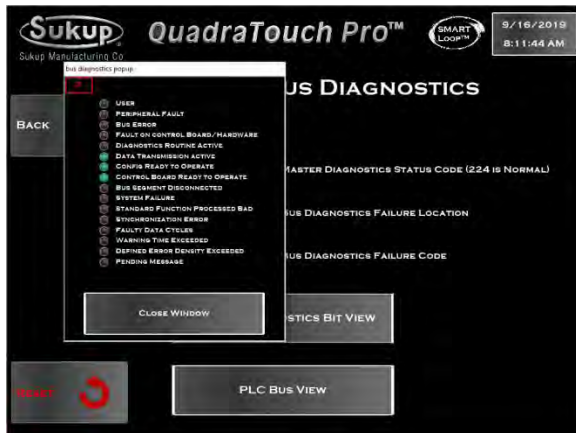 Sukup
Sukup Manufacturing Co
QuadraTouch Pro™
SMART
LOOP™
9/16/2019
8:11:44 AM
bus diagnostics popup
US DIAGNOSTICS
BACK
USER
PERIPHERAL FAULT
BUS ERROR
FAULT ON CONTROL BOARD/HARDWARE
DIAGNOSTICS ROUTINE ACTIVE
DATA TRANSMISSION ACTIVE
CONFIG READY TO OPERATE
CONTROL BOARD READY TO OPERATE
BUS SEGMENT DISCONNECTED
SYSTEM FAILURE
STANDARD FUNCTION PROCESSED BAD
SYNCHRONIZATION ERROR
FAULTY DATA CYCLES
WARNING TIME EXCEEDED
DEFINED ERROR DENSITY EXCEEDED
PENDING MESSAGE
MASTER DIAGNOSTICS STATUS CODE (224 IS NORMAL)
BUS DIAGNOSTICS FAILURE LOCATION
BUS DIAGNOSTICS FAILURE CODE
CLOSE WINDOW
STICS BIT VIEW
RESET
PLC BUS VIEW